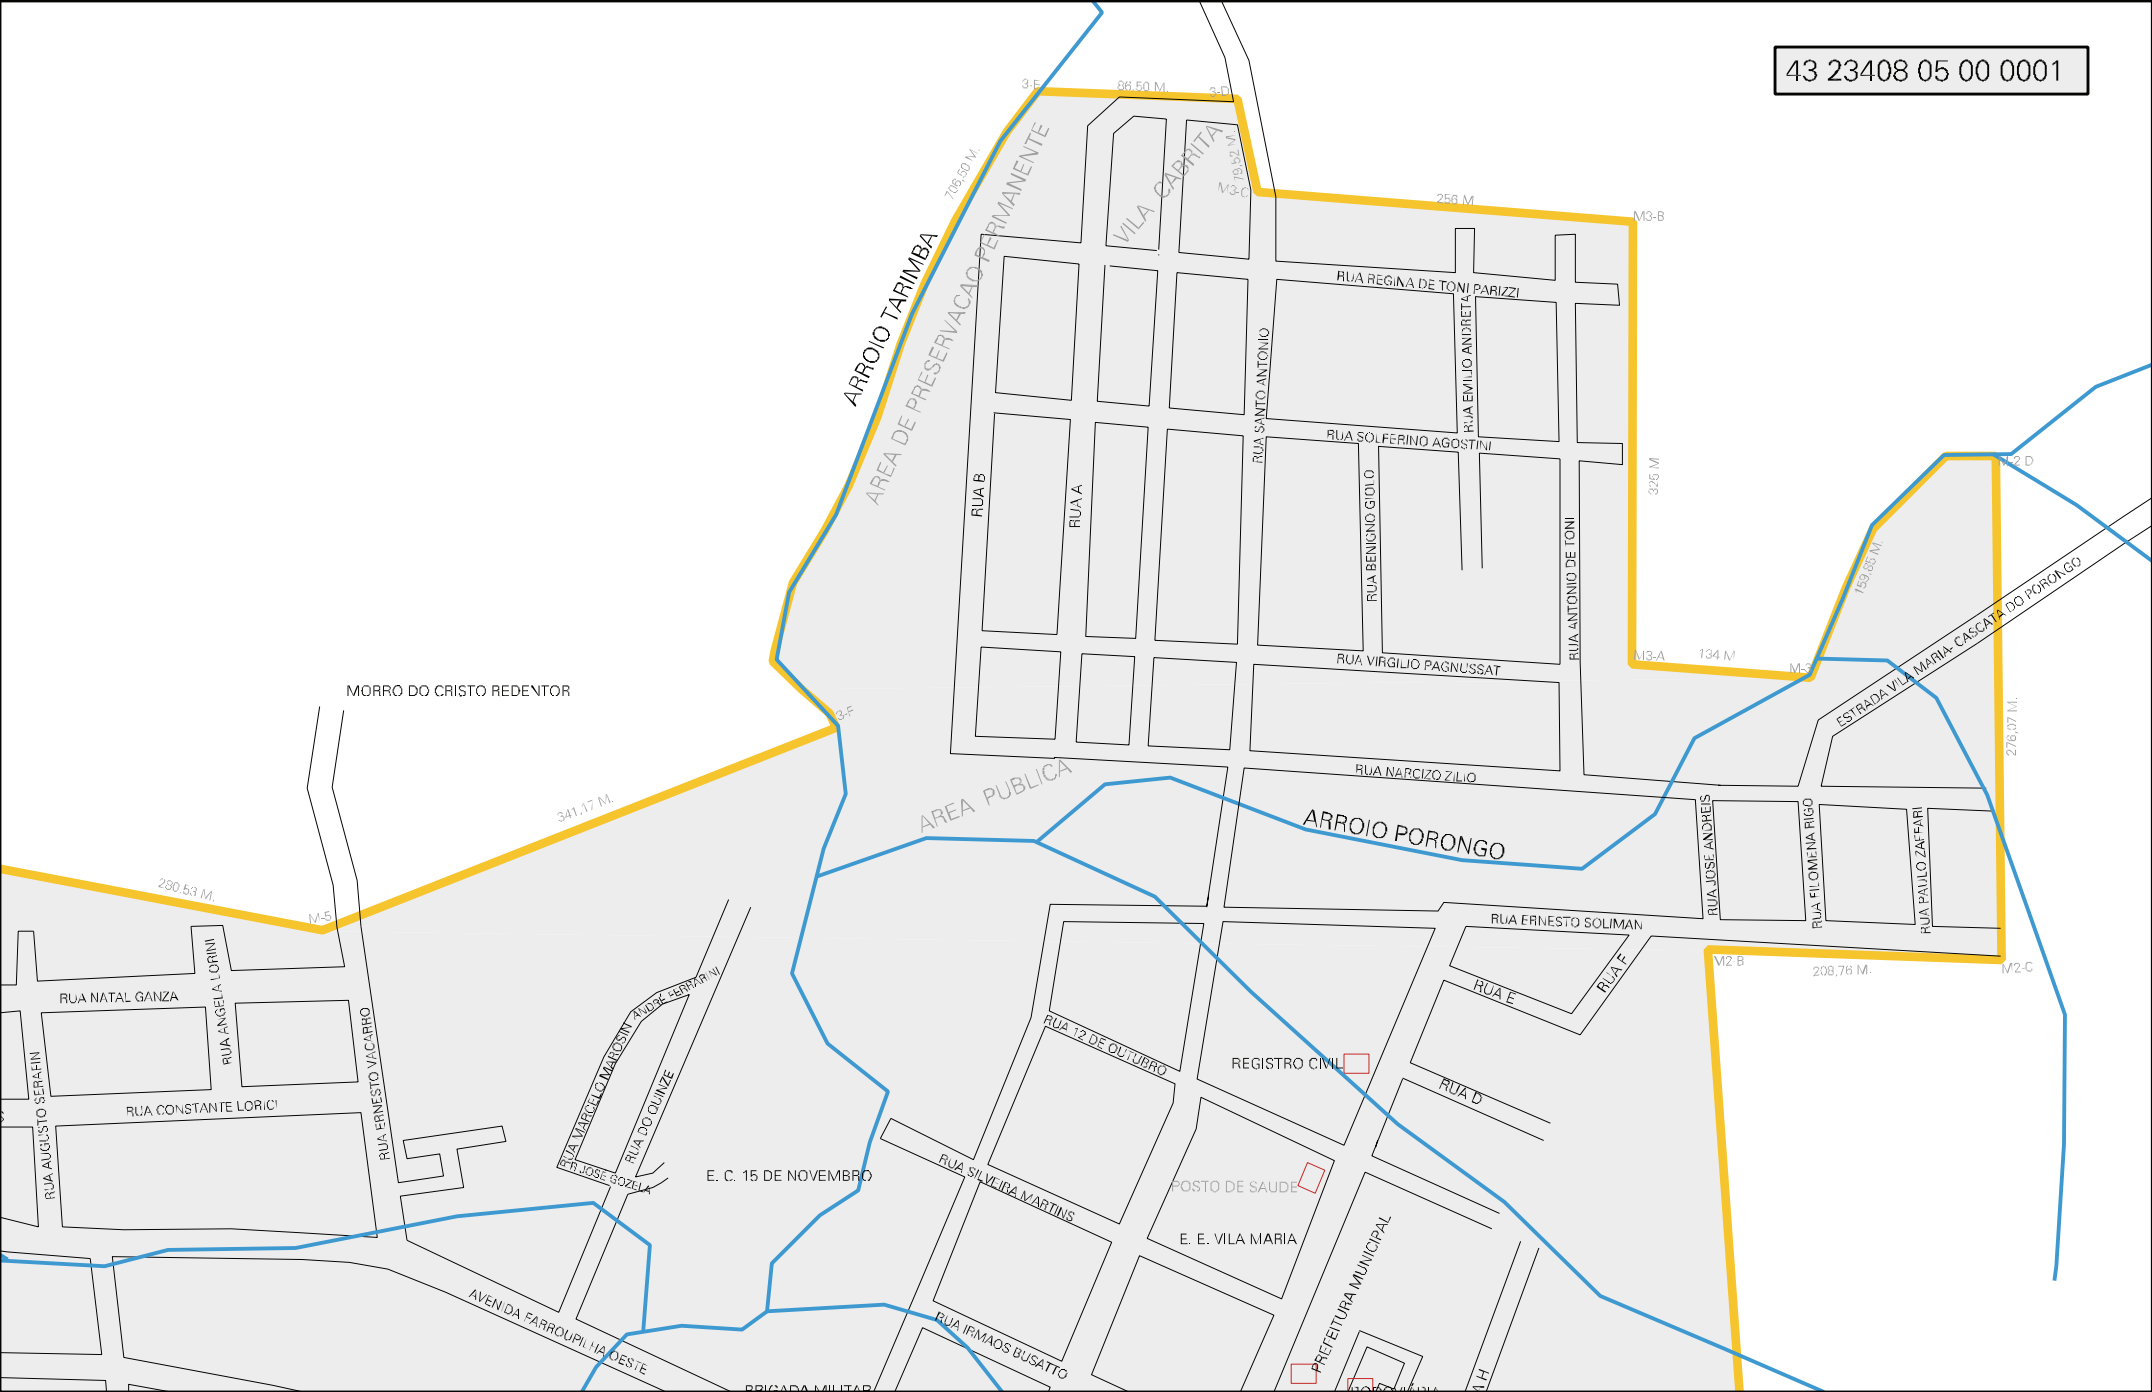 43 23408 05 00 0001
3-E
86,50 M.
3-D
706,50 M.
79,52 M.
M3-C
VILA CABRITA
256 M
M3-B
ARROIO TARIMBA
AREA DE PRESERVACAO PERMANENTE
RUA REGINA DE TONI PARIZZI
RUA EMILIO ANDRETA
RUA SANTO ANTONIO
RUA SOLFERINO AGOSTINI
325 M
M-2 D
RUA B
RUA A
RUA BENIGNO GIOLO
RUA ANTONIO DE TONI
159,85 M.
ESTRADA VILA MARIA- CASCATA DO PORONGO
RUA VIRGILIO PAGNUSSAT
M3-A
134 M
M-3
MORRO DO CRISTO REDENTOR
3-F
276,07 M.
RUA NARCIZO ZILIO
AREA PUBLICA
341,17 M.
ARROIO PORONGO
RUA JOSE ANDREIS
RUA FILOMENA RIGO
RUA PAULO ZAFFARI
280,53 M.
M-5
RUA ERNESTO SOLIMAN
M2 B
208,76 M.
M2-C
RUA NATAL GANZA
RUA ANGELA LORINI
RUA F
RUA E
RUA ERNESTO VACARRO
ANDRE FERRARINI
RUA MARCELO MAROSIN
RUA DO QUINZE
RUA 12 DE OUTUBRO
REGISTRO CIVIL
RUA D
RUA AUGUSTO SERAFIN
RUA CONSTANTE LORICI
R JOSE GOZELA
E. C. 15 DE NOVEMBRO
RUA SILVEIRA MARTINS
POSTO DE SAUDE
E. E. VILA MARIA
PREFEITURA MUNICIPAL
AVENIDA FARROUPILHA OESTE
RUA IRMAOS BUSATTO
BRIGADA MILITAR
RODOVIARIA
A H